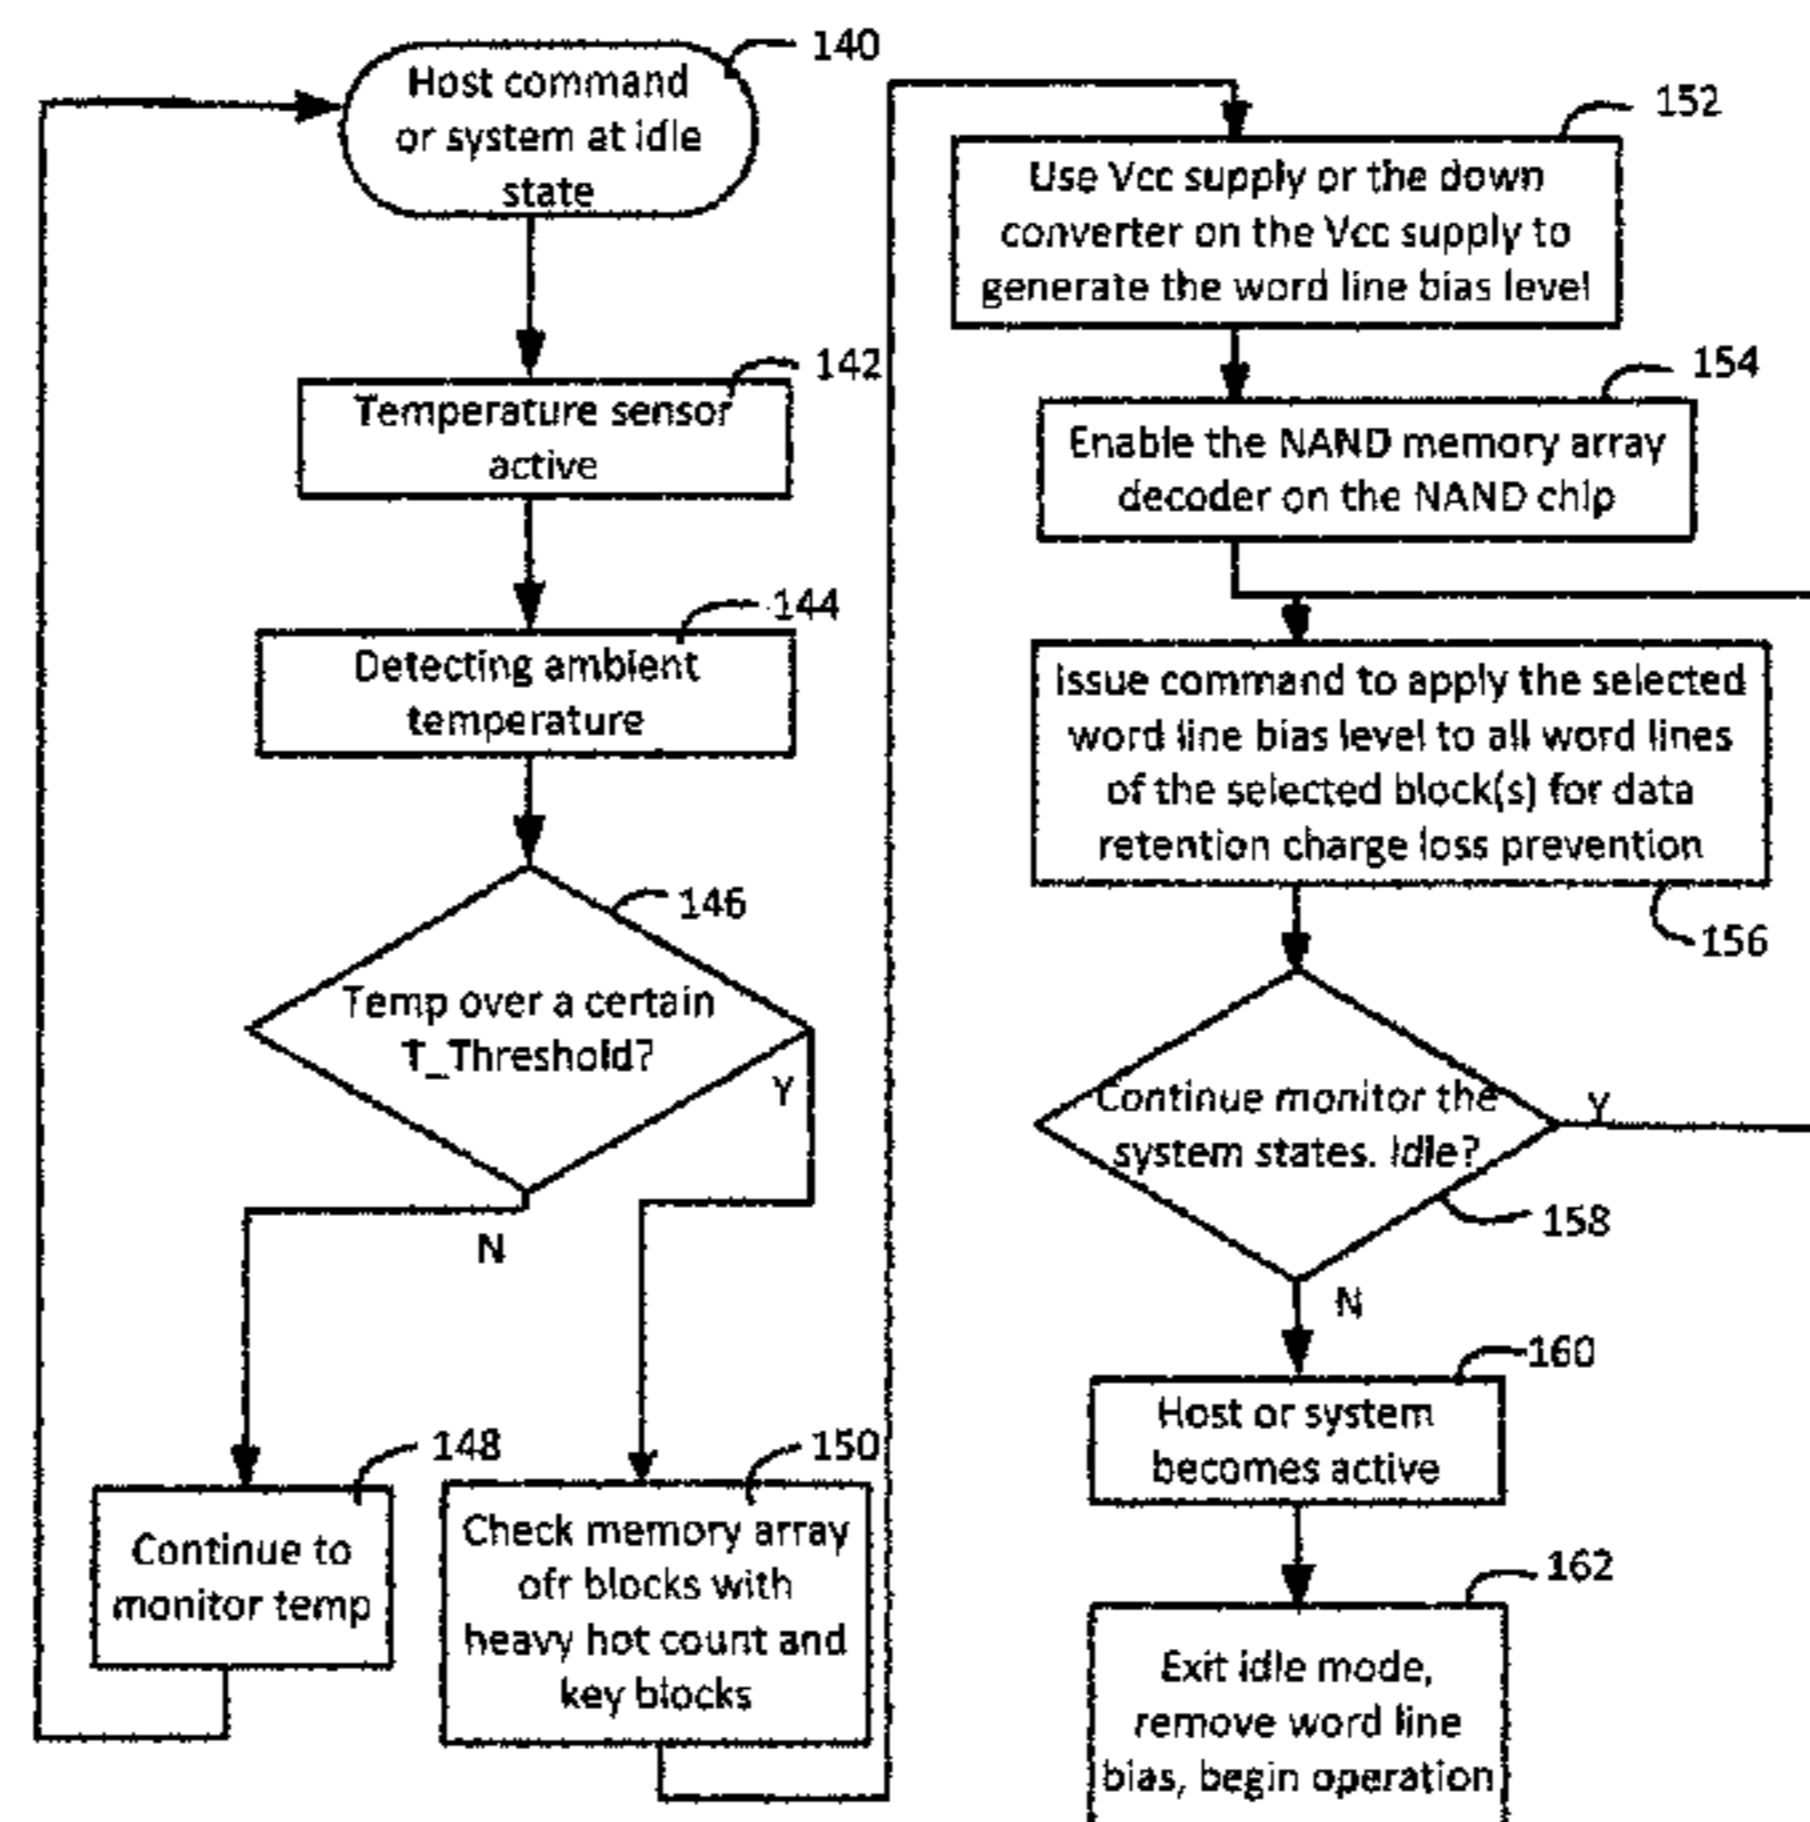 140
Host command
or system at idle
state
142
Temperature sensor
active
144
Detecting ambient
temperature
146
Temp over a certain
T_Threshold?
Y
N
148
Continue to
monitor temp
150
Check memory array
ofr blocks with
heavy hot count and
key blocks
152
Use Vcc supply or the down
converter on the Vcc supply to
generate the word line bias level
154
Enable the NAND memory array
decoder on the NAND chip
issue command to apply the selected
word line bias level to all word lines
of the selected block(s) for data
retention charge loss prevention
156
Continue monitor the
system states. Idle?
Y
158
N
160
Host or system
becomes active
162
Exit idle mode,
remove word line
bias, begin operation